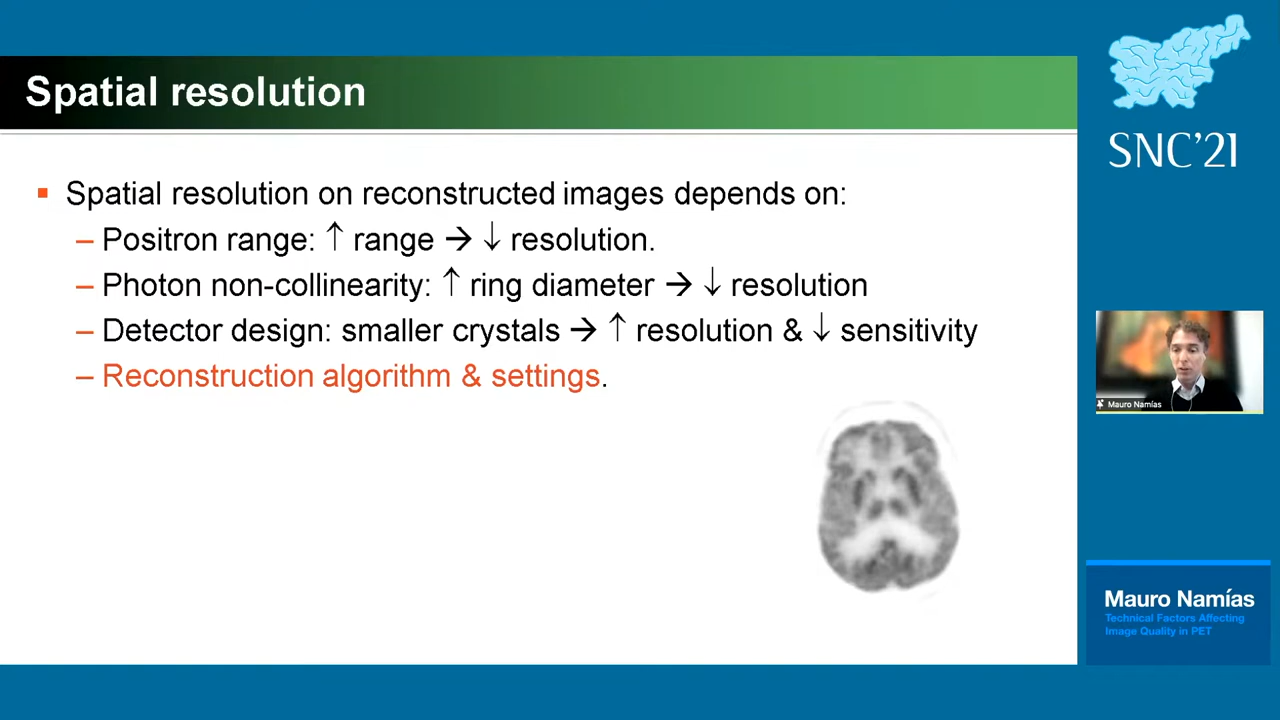 Spatial resolution
Spatial resolution on reconstructed images depends on:
– Positron range: ↑ range → ↓ resolution.
– Photon non-collinearity: ↑ ring diameter → ↓ resolution
– Detector design: smaller crystals → ↑ resolution & ↓ sensitivity
– Reconstruction algorithm & settings.
SNC'21
Mauro Namías
Mauro Namías
Technical Factors Affecting
Image Quality in PET